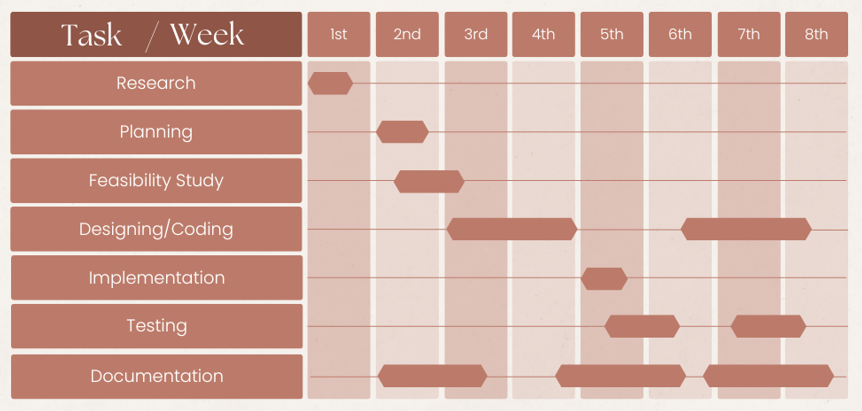 Task / Week
1st 2nd 3rd 4th 5th 6th 7th 8th
Research
Planning
Feasibility Study
Designing/Coding
Implementation
Testing
Documentation